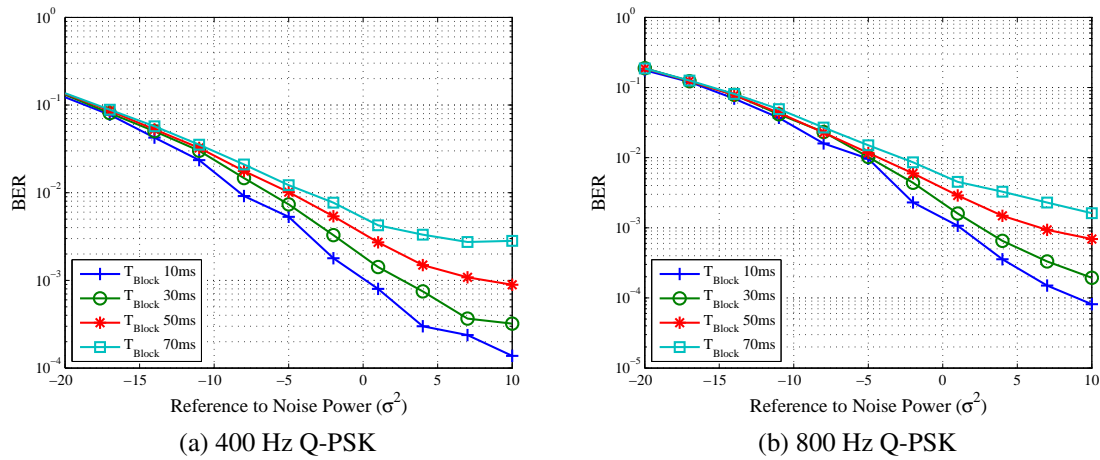 10^0
10^-1
10^-2
10^-3
10^-4
BER
−20 −15 −10 −5 0 5 10
Reference to Noise Power (σ^2)
T_Block 10ms
T_Block 30ms
T_Block 50ms
T_Block 70ms
(a) 400 Hz Q-PSK
10^0
10^-1
10^-2
10^-3
10^-4
10^-5
BER
−20 −15 −10 −5 0 5 10
Reference to Noise Power (σ^2)
T_Block 10ms
T_Block 30ms
T_Block 50ms
T_Block 70ms
(b) 800 Hz Q-PSK